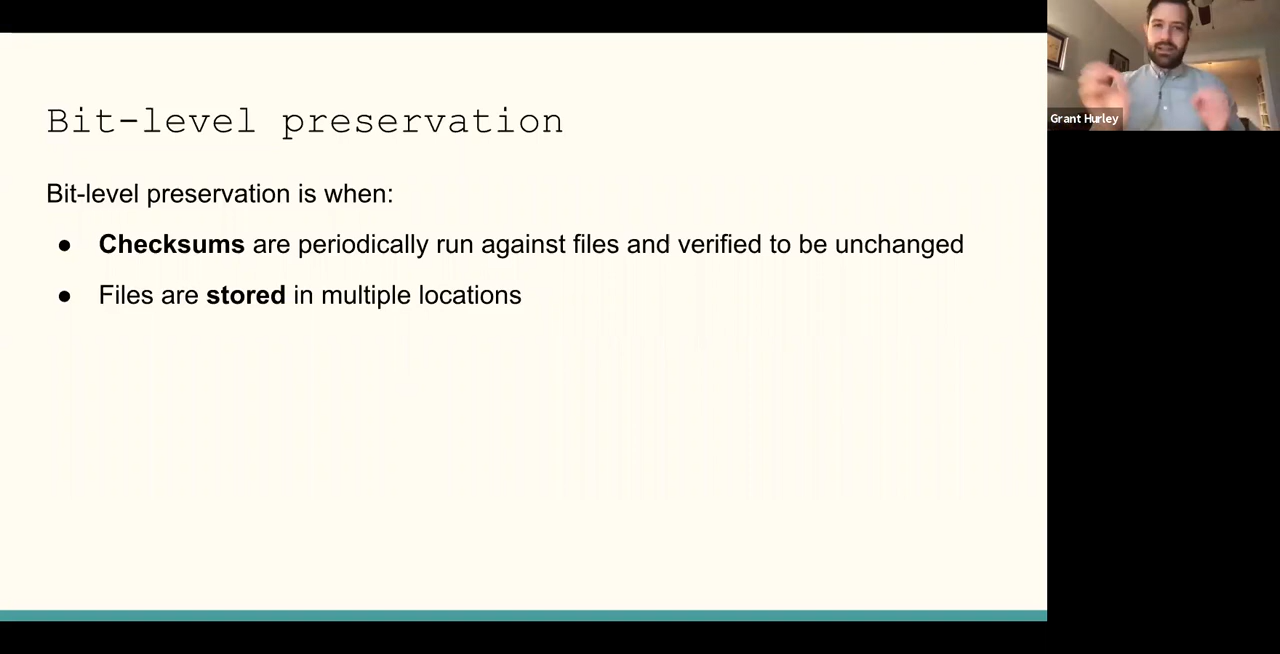 Bit-level preservation
Bit-level preservation is when:
● Checksums are periodically run against files and verified to be unchanged
● Files are stored in multiple locations
Grant Hurley